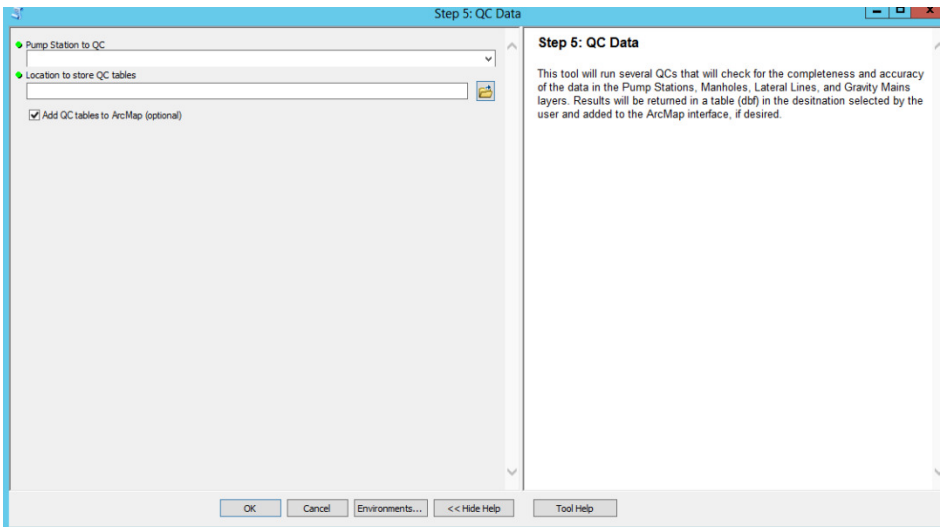 Step 5: QC Data
Pump Station to QC
Location to store QC tables
Add QC tables to ArcMap (optional)
Step 5: QC Data
This tool will run several QCs that will check for the completeness and accuracy
of the data in the Pump Stations, Manholes, Lateral Lines, and Gravity Mains
layers. Results will be returned in a table (dbf) in the desitnation selected by the
user and added to the ArcMap interface, if desired.
OK
Cancel
Environments...
<< Hide Help
Tool Help